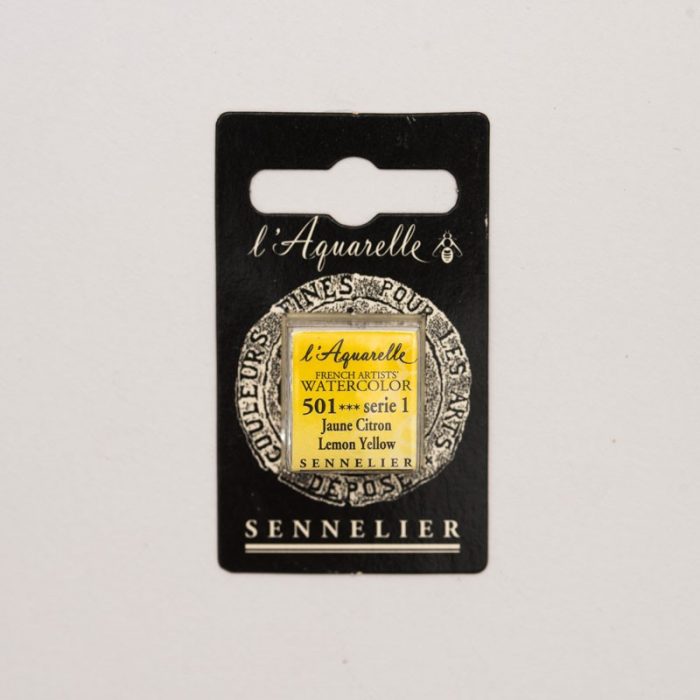 l'Aquarelle
COULEURS FINES POUR LES ARTS
l'Aquarelle
FRENCH ARTISTS'
WATERCOLOR
501*** serie 1
Jaune Citron
Lemon Yellow
SENNELIER
DÉPOSÉ
SENNELIER